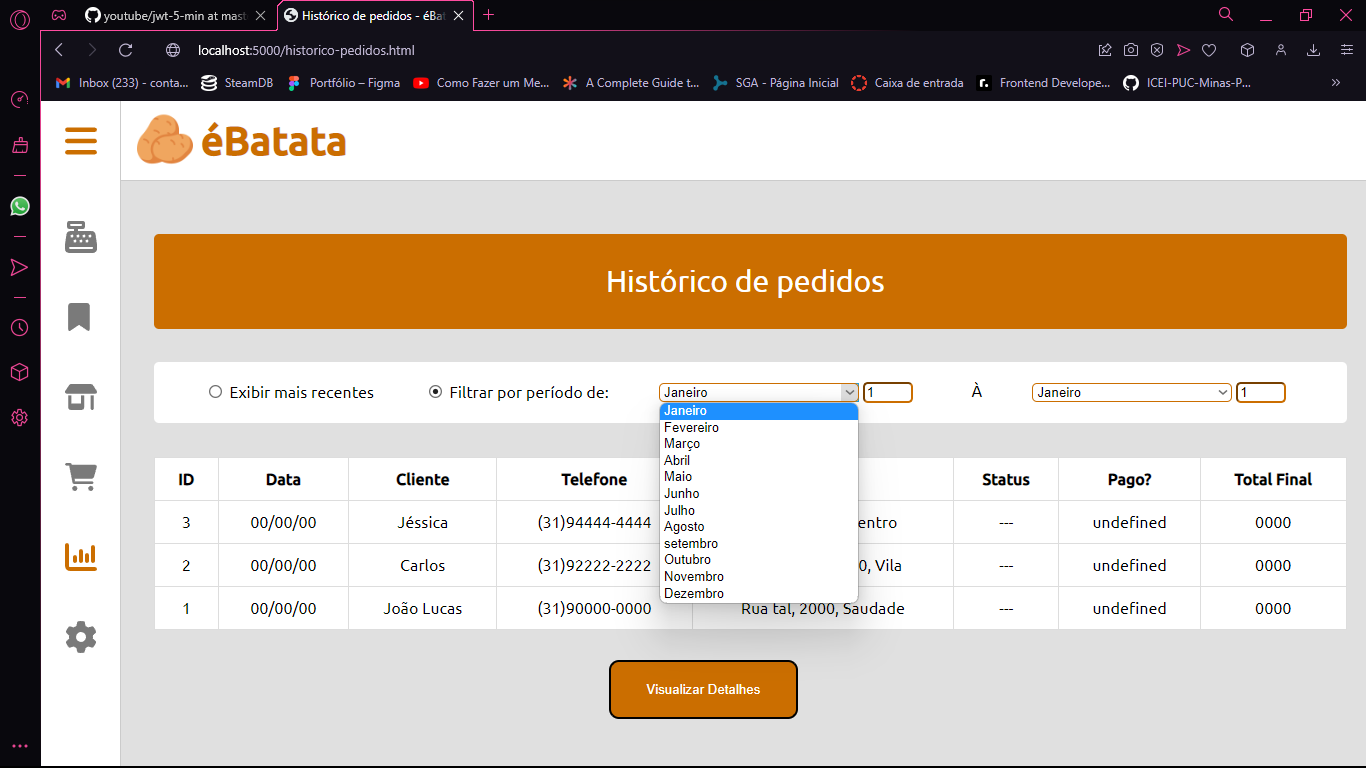 youtube/jwt-5-min at mast
Histórico de pedidos - éBat
localhost:5000/historico-pedidos.html
Inbox (233) - conta...
SteamDB
Portfólio – Figma
Como Fazer um Me...
A Complete Guide t...
SGA - Página Inicial
Caixa de entrada
Frontend Develope...
ICEI-PUC-Minas-P...
»
éBatata
Histórico de pedidos
Exibir mais recentes
Filtrar por período de:
Janeiro
1
À
Janeiro
1
Janeiro
Fevereiro
Março
Abril
Maio
Junho
Julho
Agosto
setembro
Outubro
Novembro
Dezembro
ID Data Cliente Telefone Status Pago? Total Final
3 00/00/00 Jéssica (31)94444-4444 entro --- undefined 0000
2 00/00/00 Carlos (31)92222-2222 0, Vila --- undefined 0000
1 00/00/00 João Lucas (31)90000-0000 Rua tal, 2000, Saudade --- undefined 0000
Visualizar Detalhes